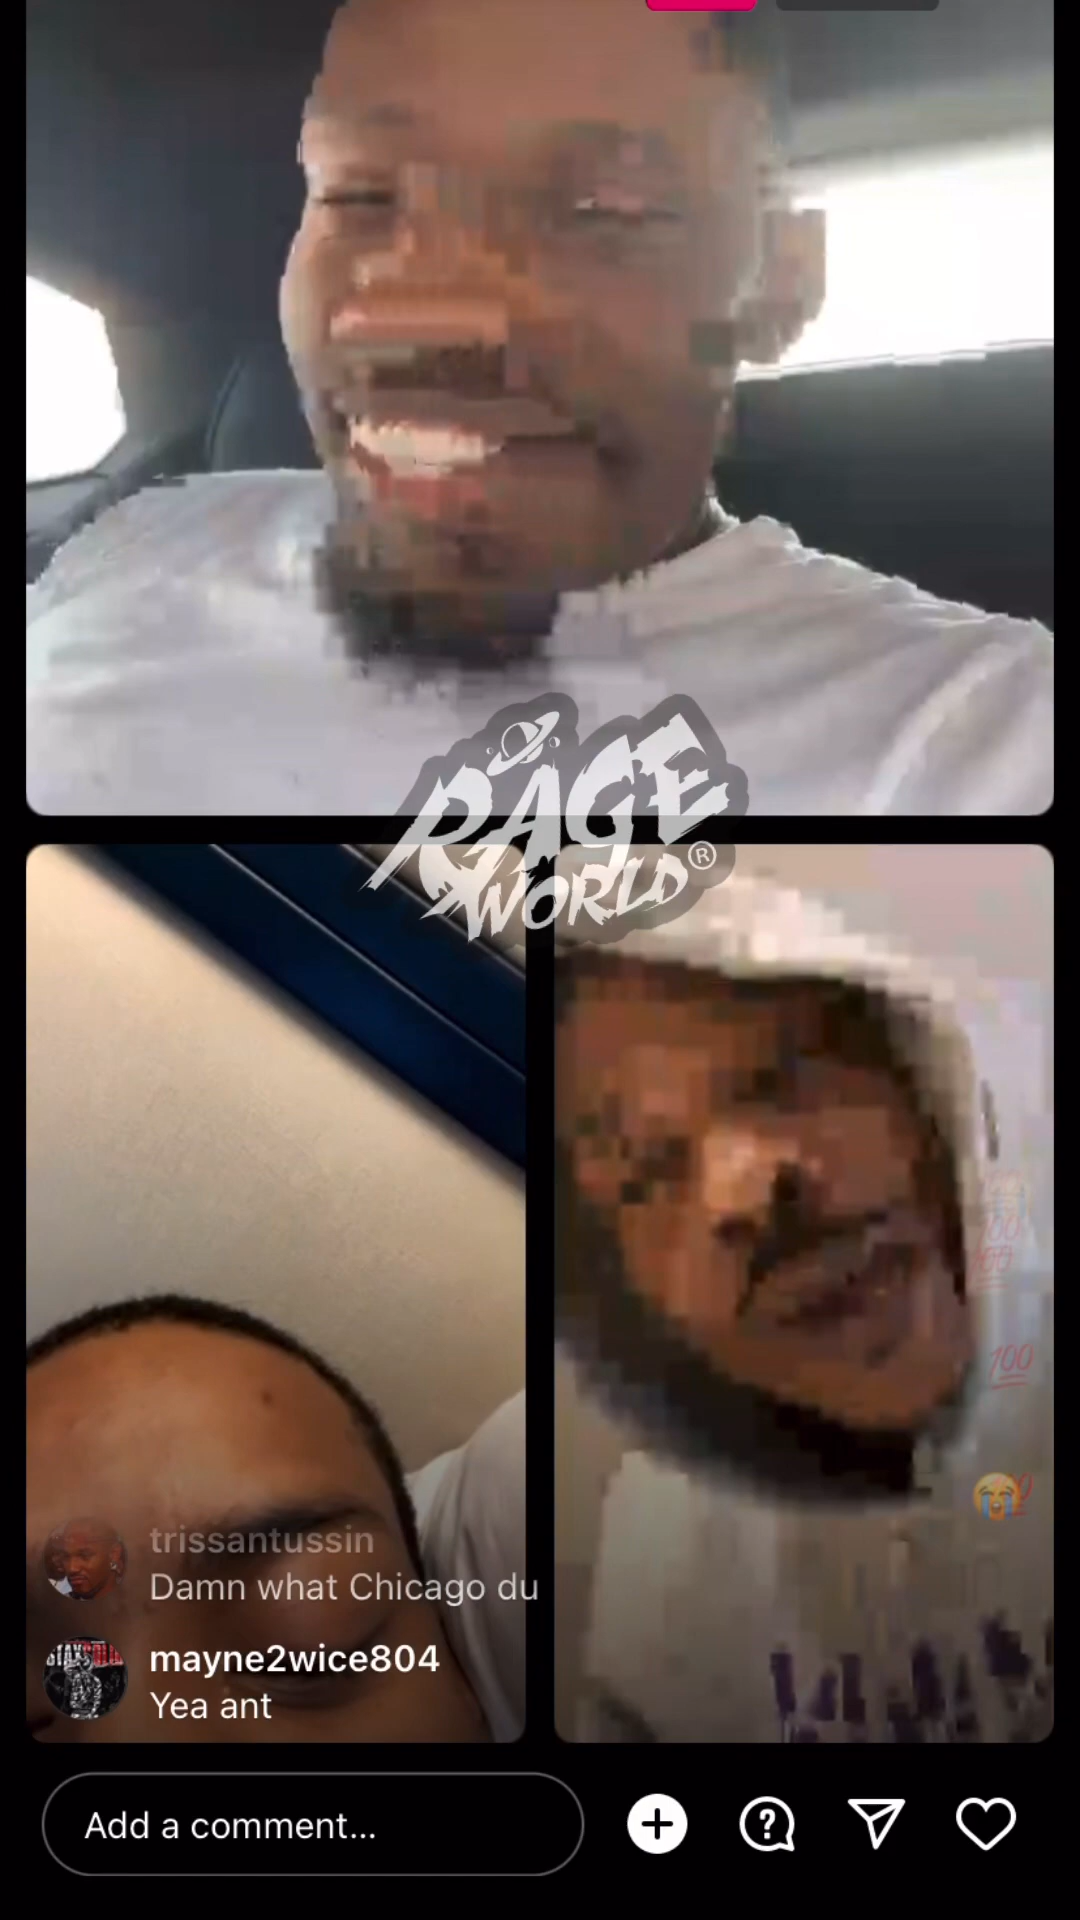 RAGE
WORLD®
trissantussin
Damn what Chicago du
mayne2wice804
Yea ant
Add a comment...